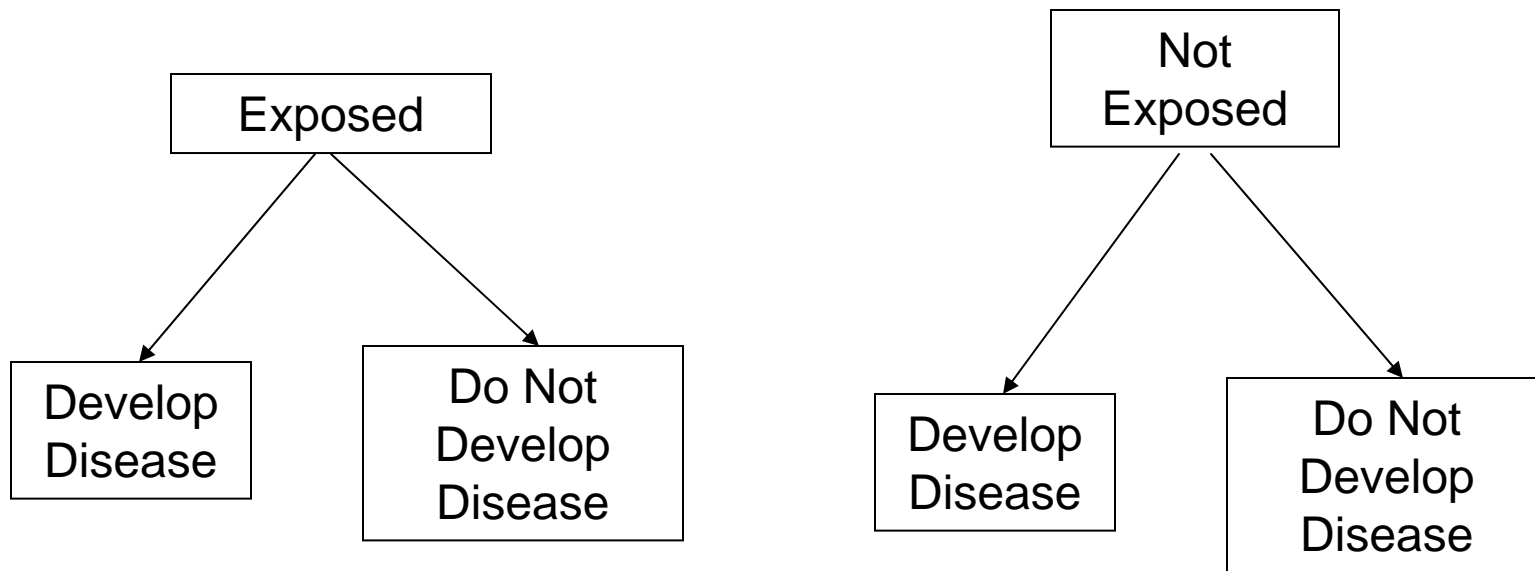 Exposed
Not
Exposed
Develop
Disease
Do Not
Develop
Disease
Develop
Disease
Do Not
Develop
Disease